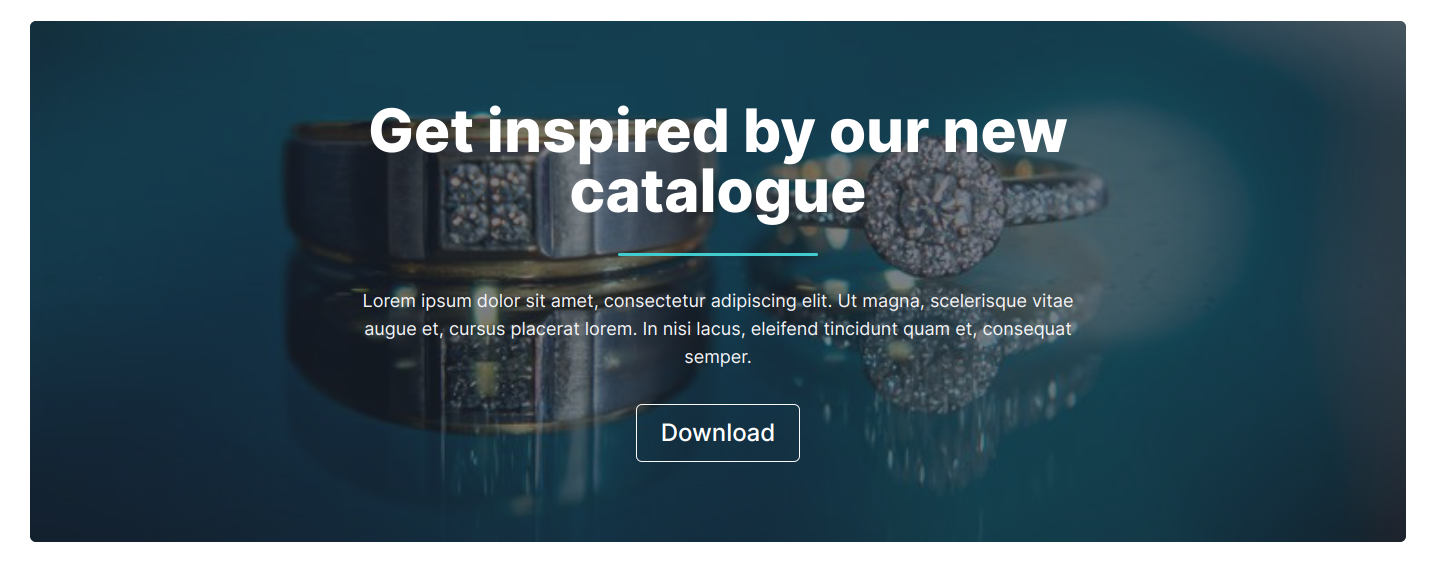 Get inspired by our new
catalogue
Lorem ipsum dolor sit amet, consectetur adipiscing elit. Ut magna, scelerisque vitae
augue et, cursus placerat lorem. In nisi lacus, eleifend tincidunt quam et, consequat
semper.
Download